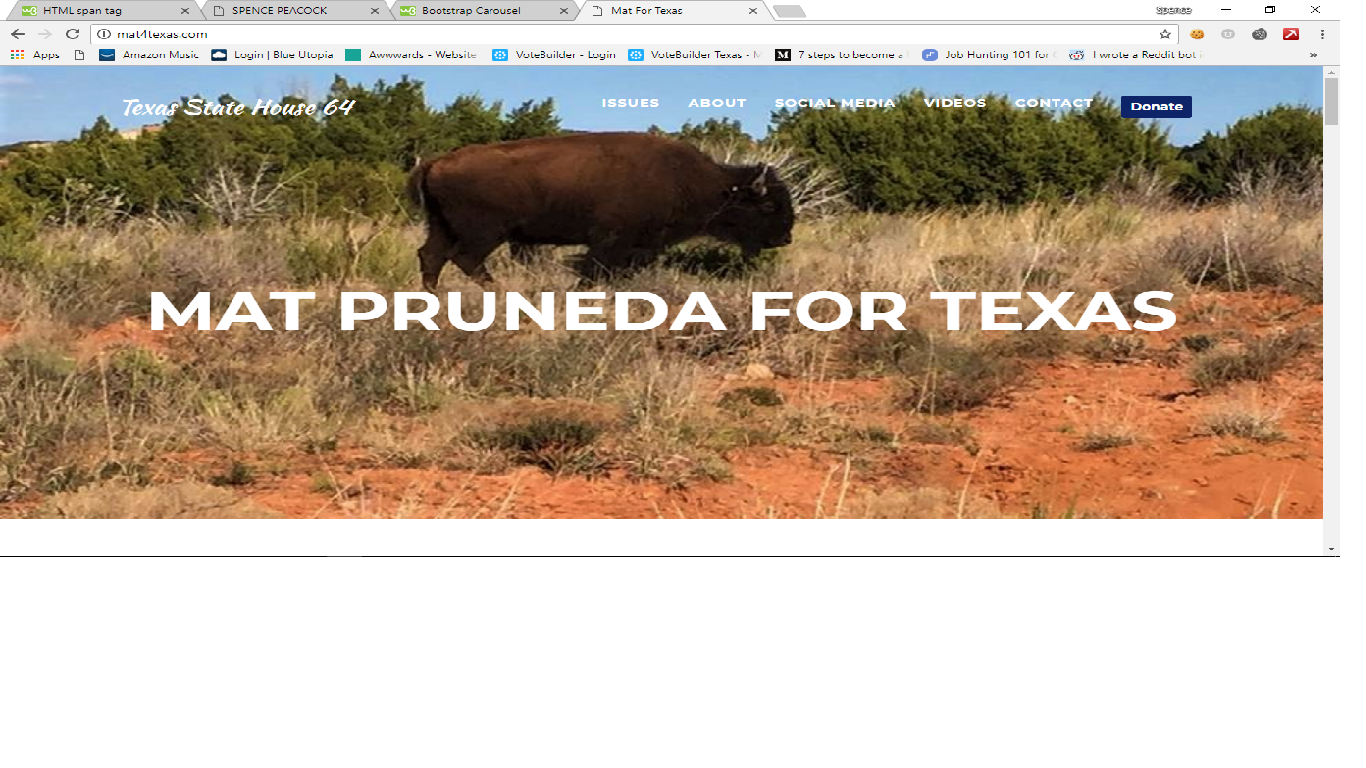 HTML span tag
SPENCE PEACOCK
Bootstrap Carousel
Mat For Texas
Spence
mat4texas.com
Apps
Amazon Music
Login | Blue Utopia
Awwwards - Website
VoteBuilder - Login
VoteBuilder Texas - M
7 steps to become a
Job Hunting 101 for
I wrote a Reddit bot i
»
Texas State House 64
ISSUES
ABOUT
SOCIAL MEDIA
VIDEOS
CONTACT
Donate
MAT PRUNEDA FOR TEXAS